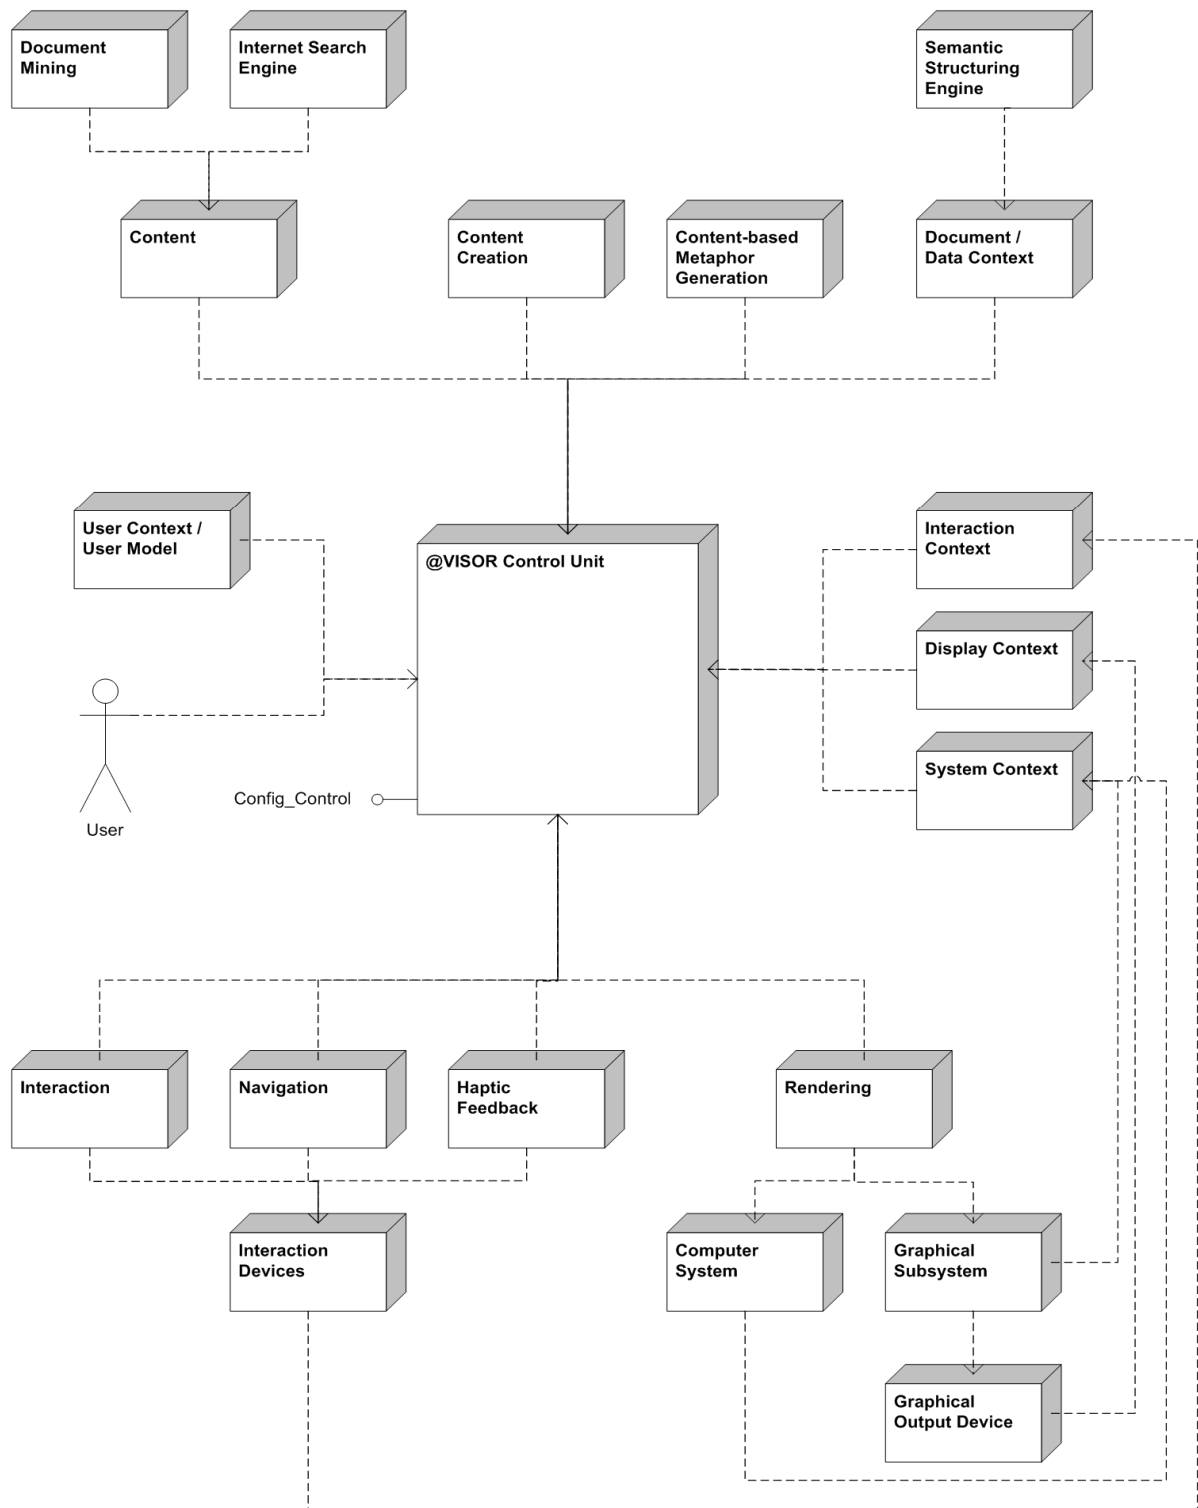 Document
Mining
Internet Search
Engine
Semantic
Structuring
Engine
Content
Content
Creation
Content-based
Metaphor
Generation
Document /
Data Context
User Context /
User Model
@VISOR Control Unit
Interaction
Context
Display Context
System Context
Config_Control
User
Interaction
Navigation
Haptic
Feedback
Rendering
Interaction
Devices
Computer
System
Graphical
Subsystem
Graphical
Output Device